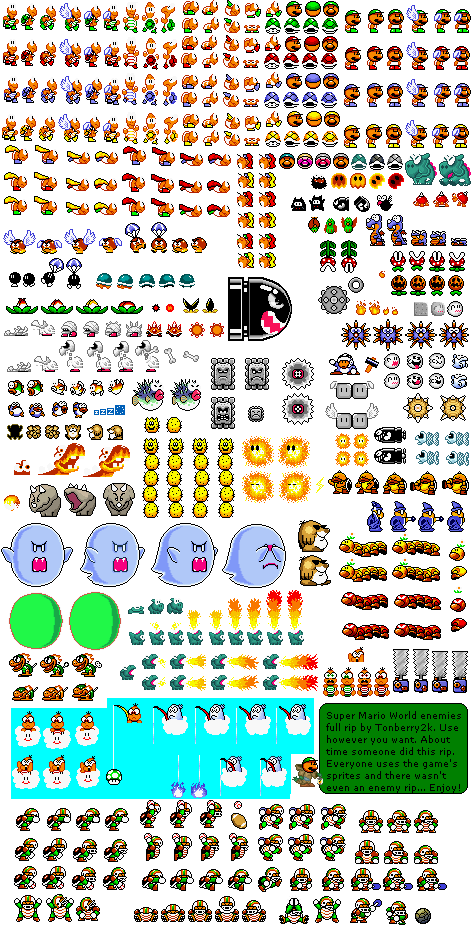 Super Mario World enemies
full rip by Tonberry2k. Use
however you want. About
time someone did this rip.
Everyone uses the game's
sprites and there wasn't
even an enemy rip... Enjoy!